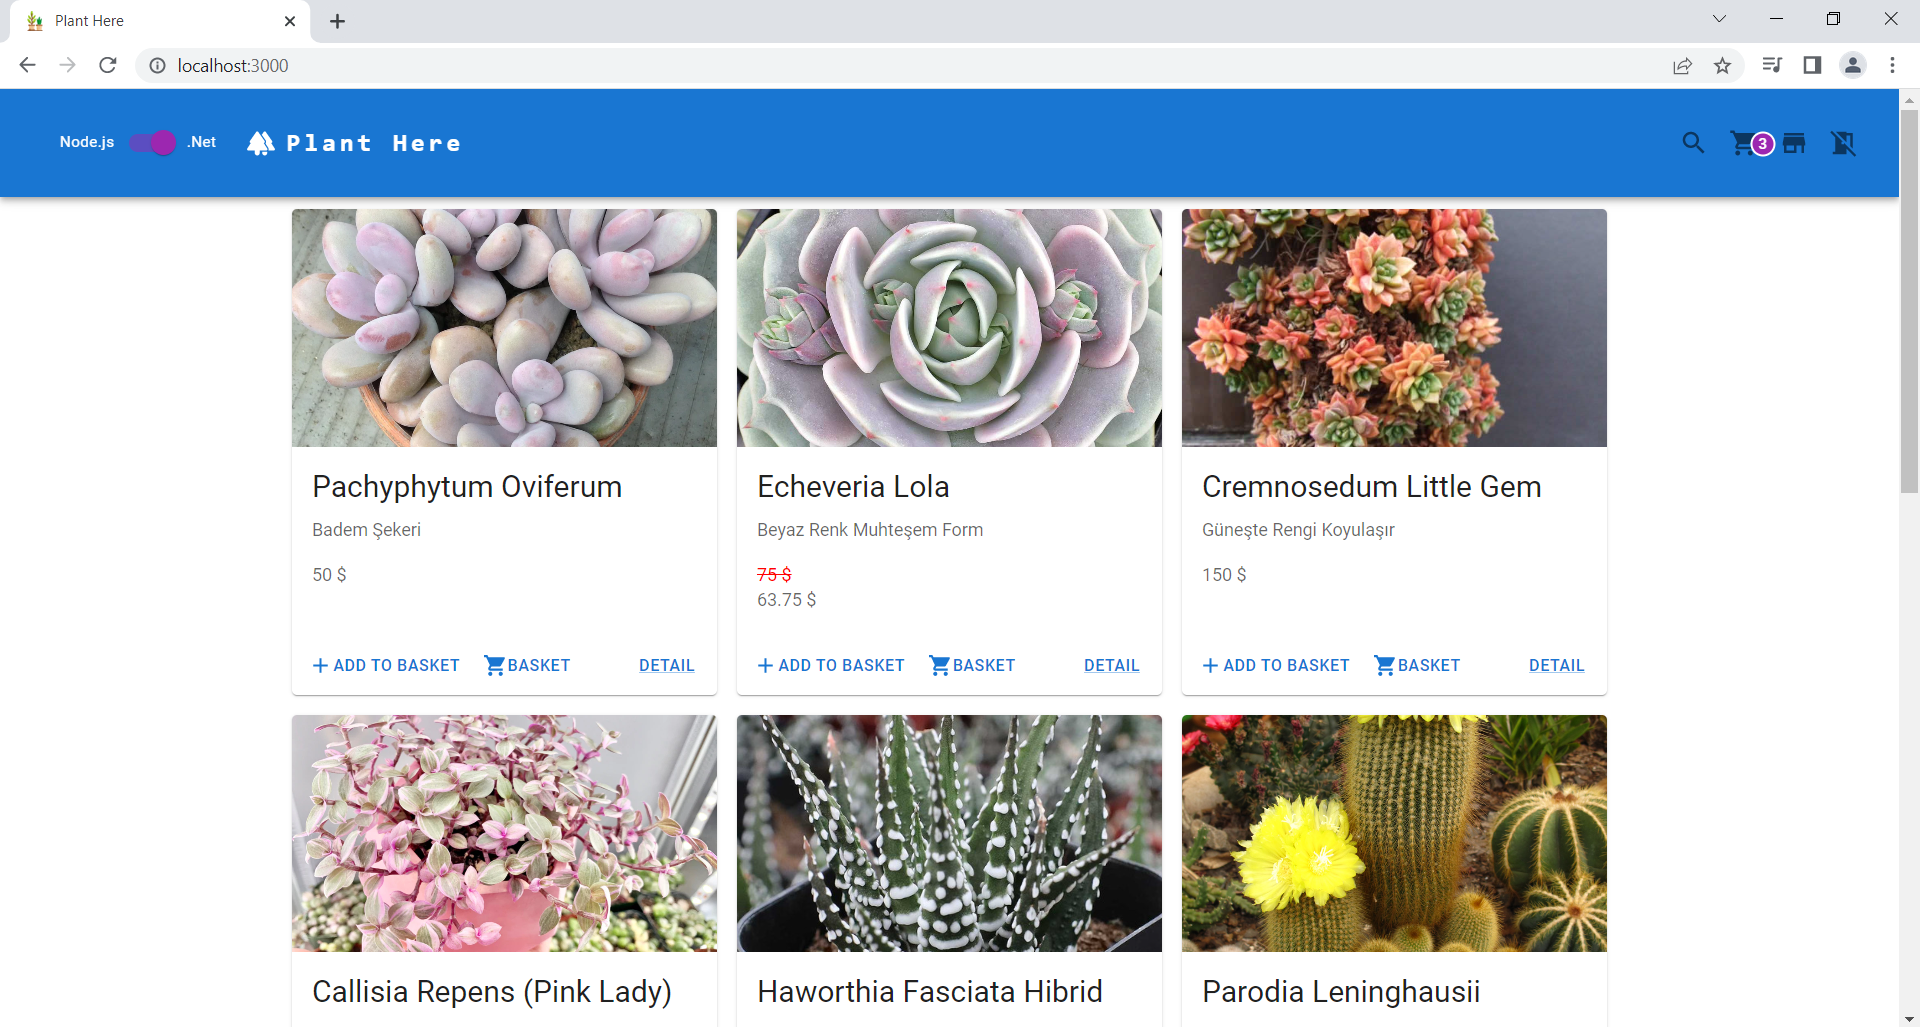 Plant Here
localhost:3000
Node.js .Net Plant Here 3
Pachyphytum Oviferum
Badem Şekeri
50 $
ADD TO BASKET BASKET DETAIL
Echeveria Lola
Beyaz Renk Muhteşem Form
75 $
63.75 $
ADD TO BASKET BASKET DETAIL
Cremnosedum Little Gem
Güneşte Rengi Koyulaşır
150 $
ADD TO BASKET BASKET DETAIL
Callisia Repens (Pink Lady)
Haworthia Fasciata Hibrid
Parodia Leninghausii